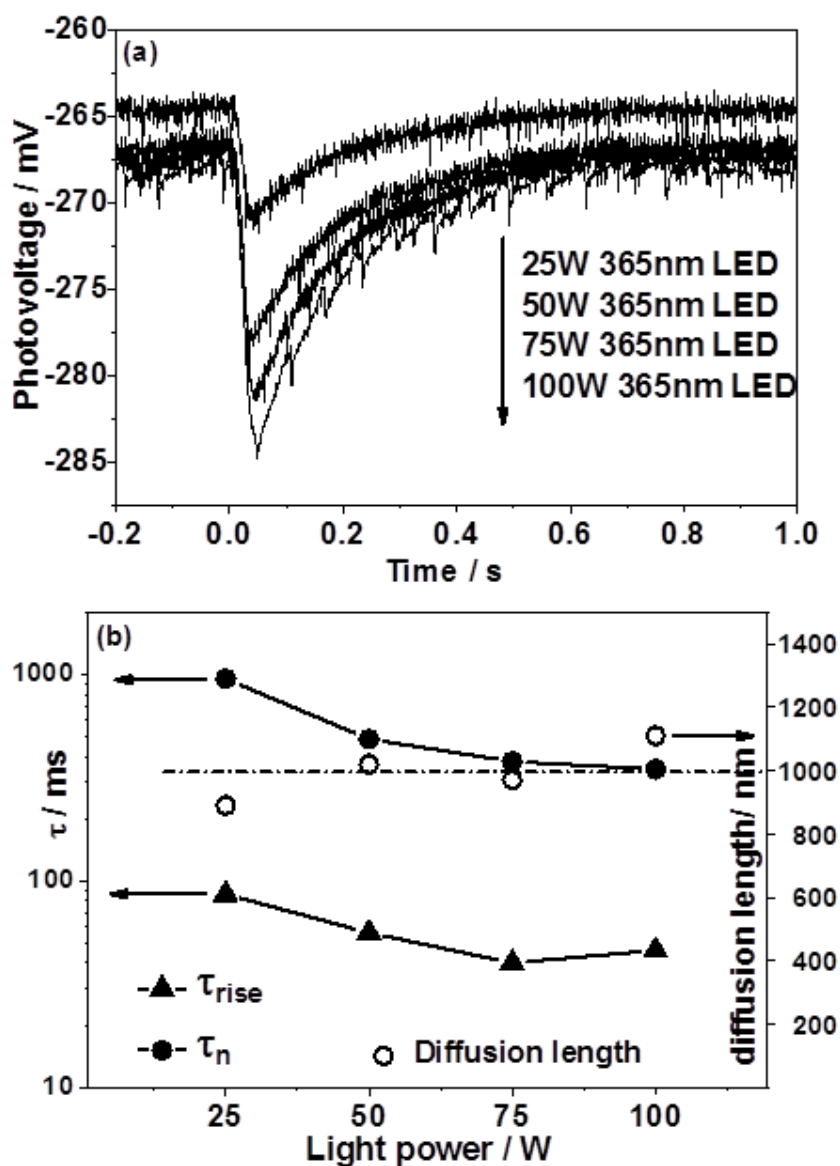 (a)
Photovoltage / mV
-260
-265
-270
-275
-280
-285
25W 365nm LED
50W 365nm LED
75W 365nm LED
100W 365nm LED
-0.2 0.0 0.2 0.4 0.6 0.8 1.0
Time / s
(b)
τ / ms
1000
100
10
1400
1200
1000
800
600
400
200
diffusion length/ nm
τrise
τn
Diffusion length
25 50 75 100
Light power / W